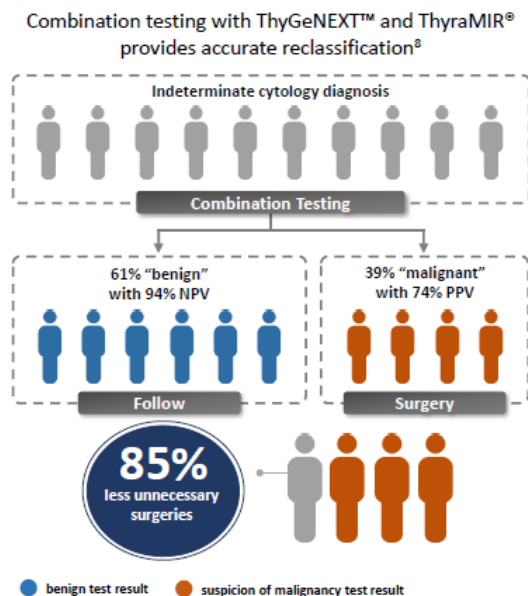 Combination testing with ThyGeNEXT™ and ThyraMIR®
provides accurate reclassification⁸
Indeterminate cytology diagnosis
Combination Testing
61% “benign”
with 94% NPV
39% “malignant”
with 74% PPV
Follow
Surgery
85%
less unnecessary
surgeries
benign test result
suspicion of malignancy test result